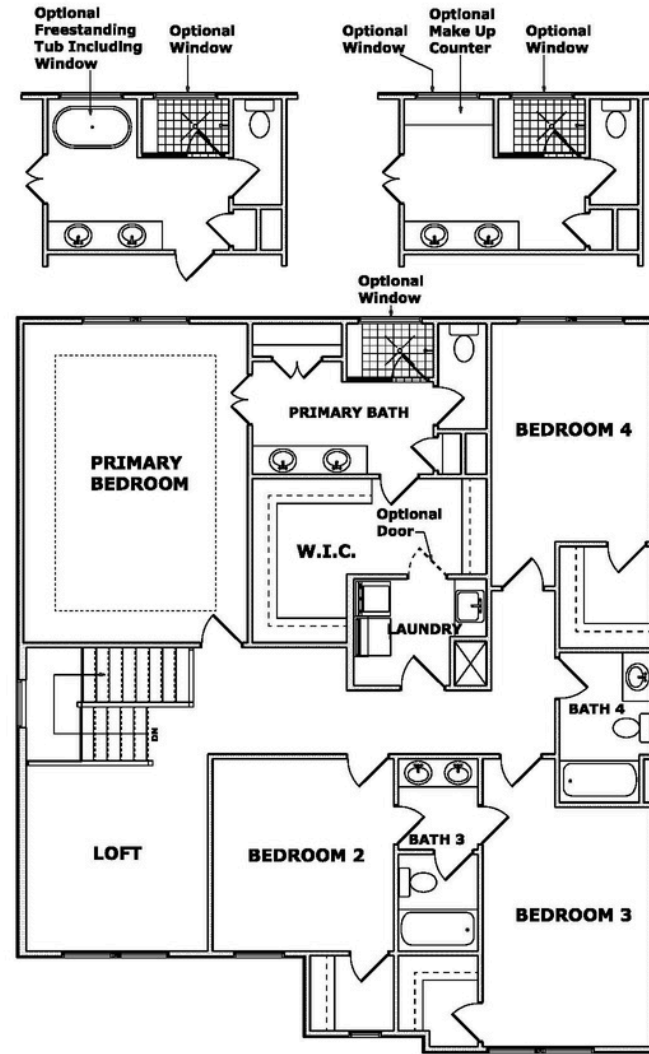 Optional
Freestanding
Tub Including
Window
Optional
Window
Optional
Window
Optional
Make Up
Counter
Optional
Window
Optional
Window
PRIMARY
BEDROOM
PRIMARY BATH
BEDROOM 4
W.I.C.
Optional
Door
LAUNDRY
BATH 4
DN
LOFT
BEDROOM 2
BATH 3
BEDROOM 3